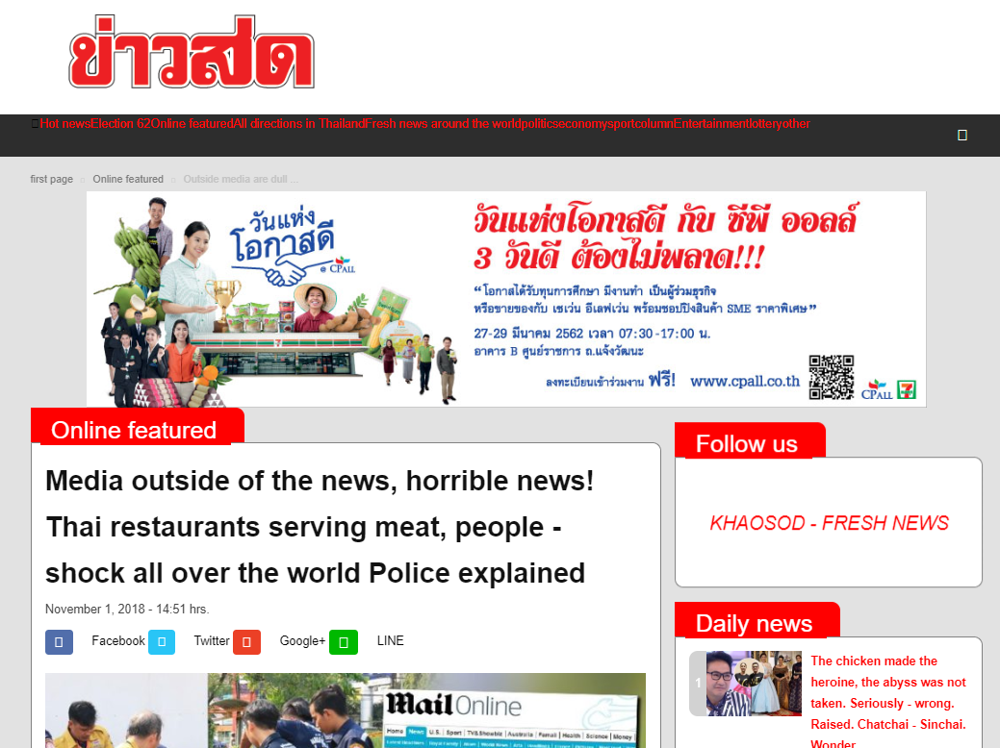 ข่าวสด
Hot newsElection 62Online featuredAll directions in ThailandFresh news around the worldpoliticseconomysportcolumnEntertainmentlotteryother
first page
Online featured
Outside media are dull ...
วันแห่ง
โอกาสดี
@ CPALL
วันแห่งโอกาสดี กับ ซีพี ออลล์
3 วันดี ต้องไม่พลาด!!!
“โอกาสได้รับทุนการศึกษา มีงานทำ เป็นผู้ร่วมธุรกิจ
หรือขายของกับ เซเว่น อีเลฟเว่น พร้อมชอปปิงสินค้า SME ราคาพิเศษ”
27-29 มีนาคม 2562 เวลา 07:30-17:00 น.
อาคาร B ศูนย์ราชการ ถ.แจ้งวัฒนะ
ลงทะเบียนเข้าร่วมงาน ฟรี! www.cpall.co.th
CPALL
Online featured
Media outside of the news, horrible news!
Thai restaurants serving meat, people -
shock all over the world Police explained
November 1, 2018 - 14:51 hrs.
Facebook
Twitter
Google+
LINE
Mail Online
Home News U.S. Sport TV&Showbiz Australia Femail Health Science Money
Follow us
KHAOSOD - FRESH NEWS
Daily news
1
The chicken made the
heroine, the abyss was not
taken. Seriously - wrong.
Raised. Chatchai - Sinchai.
Wonder